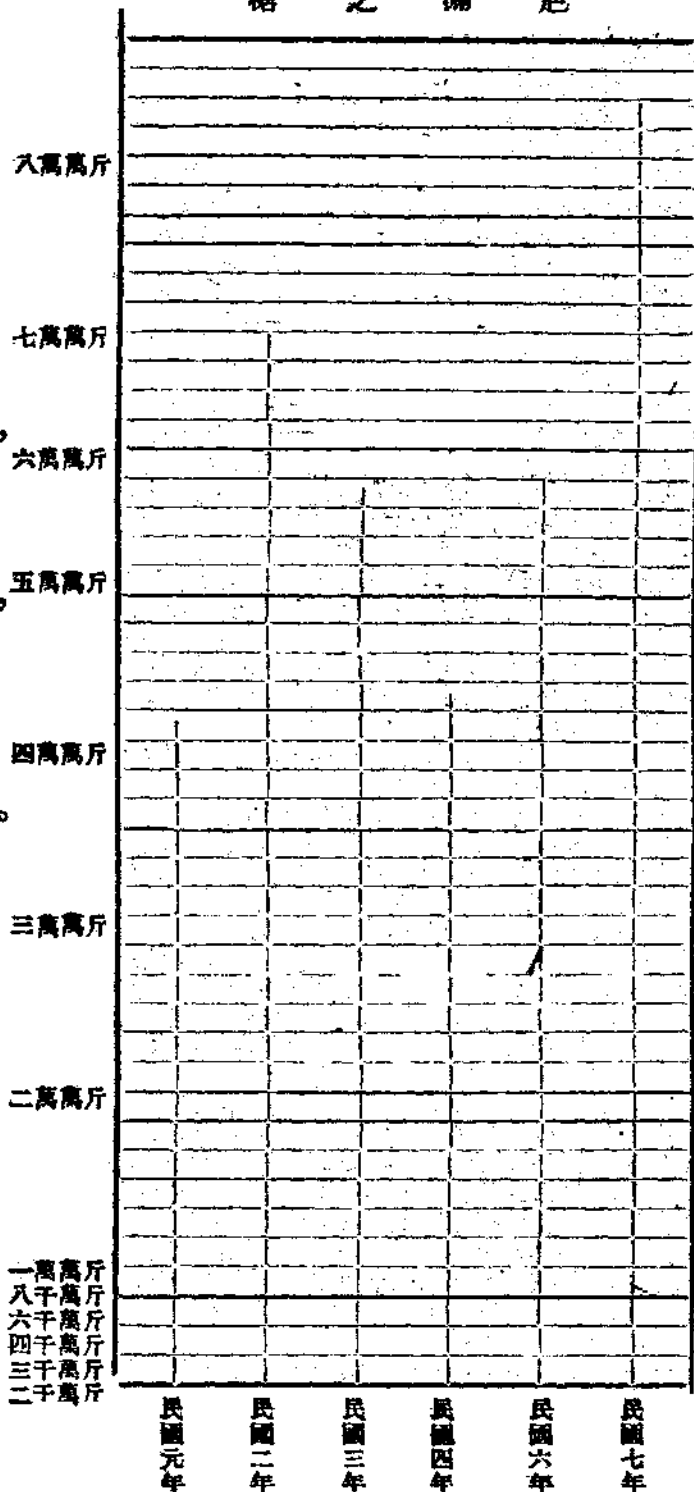 糖之漏卮
八萬萬斤
七萬萬斤
六萬萬斤
五萬萬斤
四萬萬斤
三萬萬斤
二萬萬斤
一萬萬斤
八千萬斤
六千萬斤
四千萬斤
三千萬斤
二千萬斤
民國元年
民國二年
民國三年
民國四年
民國六年
民國七年